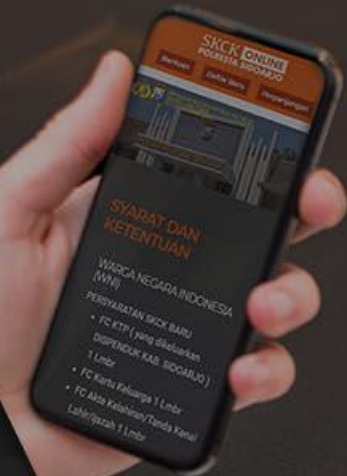 SKCK ONLINE
POLRESTA SIDOARJO
Bantuan Daftar Baru Perpanjangan
SYARAT DAN
KETENTUAN
WARGA NEGARA INDONESIA
(WNI)
PERSYARATAN SKCK BARU
• FC KTP ( yang dikeluarkan
DISPENDUK KAB. SIDOARJO )
1 Lmbr
• FC Kartu Keluarga 1 Lmbr
• FC Akta Kelahiran/Tanda Kenal
Lahir/Ijazah 1 Lmbr